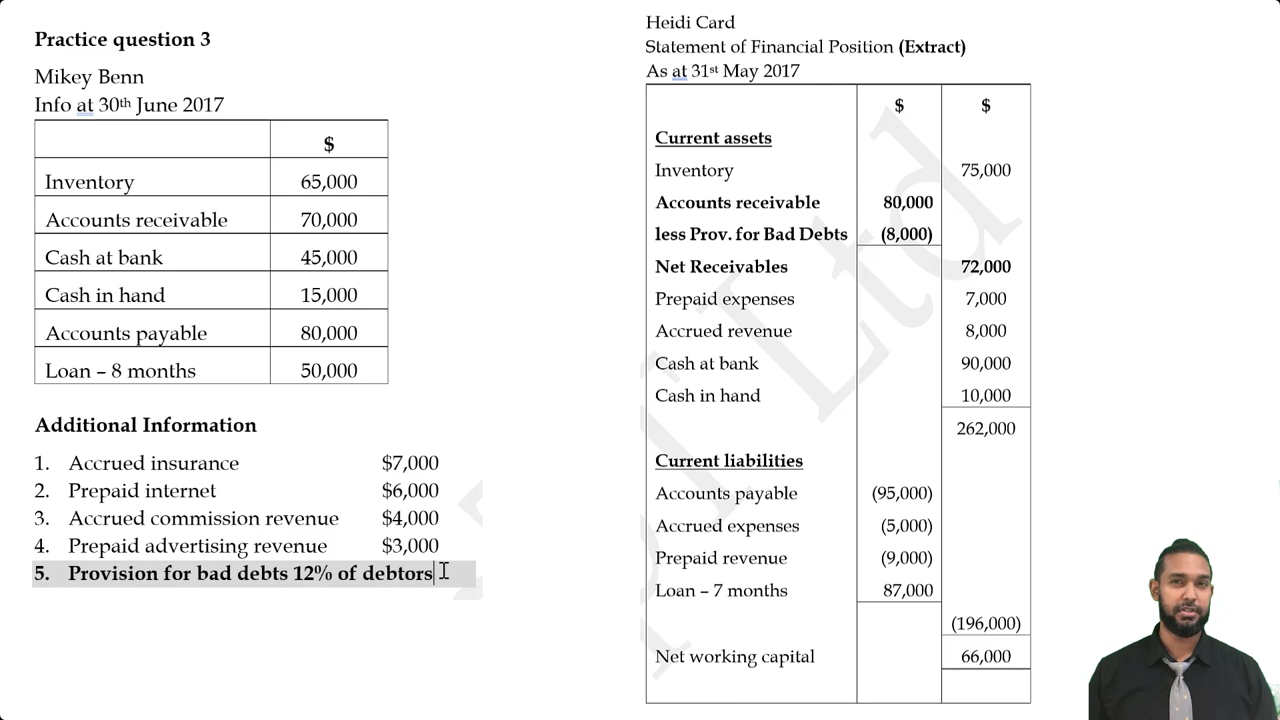 Practice question 3
Mikey Benn
Info at 30th June 2017
$
Inventory 65,000
Accounts receivable 70,000
Cash at bank 45,000
Cash in hand 15,000
Accounts payable 80,000
Loan – 8 months 50,000
Additional Information
1. Accrued insurance $7,000
2. Prepaid internet $6,000
3. Accrued commission revenue $4,000
4. Prepaid advertising revenue $3,000
5. Provision for bad debts 12% of debtors
Heidi Card
Statement of Financial Position (Extract)
As at 31st May 2017
$ $
Current assets
Inventory 75,000
Accounts receivable 80,000
less Prov. for Bad Debts (8,000)
Net Receivables 72,000
Prepaid expenses 7,000
Accrued revenue 8,000
Cash at bank 90,000
Cash in hand 10,000
262,000
Current liabilities
Accounts payable (95,000)
Accrued expenses (5,000)
Prepaid revenue (9,000)
Loan – 7 months 87,000
(196,000)
Net working capital 66,000
Ltd